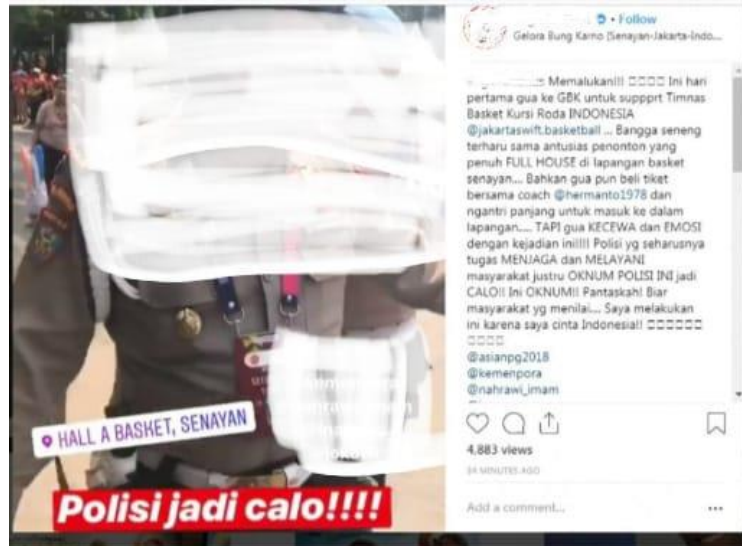 HALL A BASKET, SENAYAN
Polisi jadi calo!!!!
• Follow
Gelora Bung Karno (Senayan-Jakarta-Indo...
Memalukan!!! Ini hari
pertama gua ke GBK untuk suppprt Timnas
Basket Kursi Roda INDONESIA
@jakartaswift.basketball ... Bangga seneng
terharu sama antusias penonton yang
penuh FULL HOUSE di lapangan basket
senayan... Bahkan gua pun beli tiket
bersama coach @hermanto1978 dan
ngantri panjang untuk masuk ke dalam
lapangan.... TAPI gua KECEWA dan EMOSI
dengan kejadian ini!!!! Polisi yg seharusnya
tugas MENJAGA dan MELAYANI
masyarakat justru OKNUM POLISI INI jadi
CALO!! Ini OKNUM!! Pantaskah! Biar
masyarakat yg menilai... Saya melakukan
ini karena saya cinta Indonesia!!
@asianpg2018
@kemenpora
@nahrawi_imam
4,883 views
34 MINUTES AGO
Add a comment...